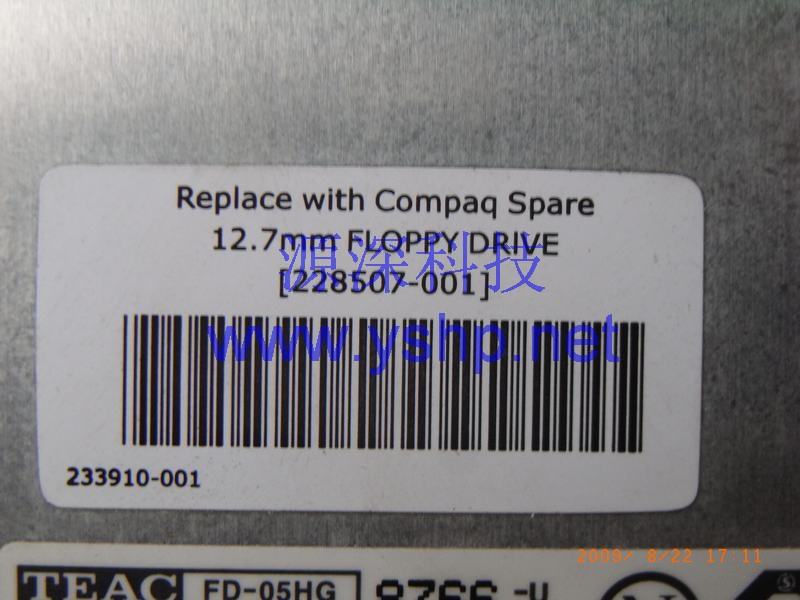 Replace with Compaq Spare
12.7mm FLOPPY DRIVE
源深科技
[228507-001]
www.yshp.net
233910-001
2009/ 8/22 17:11
TEAC FD-05HG -U